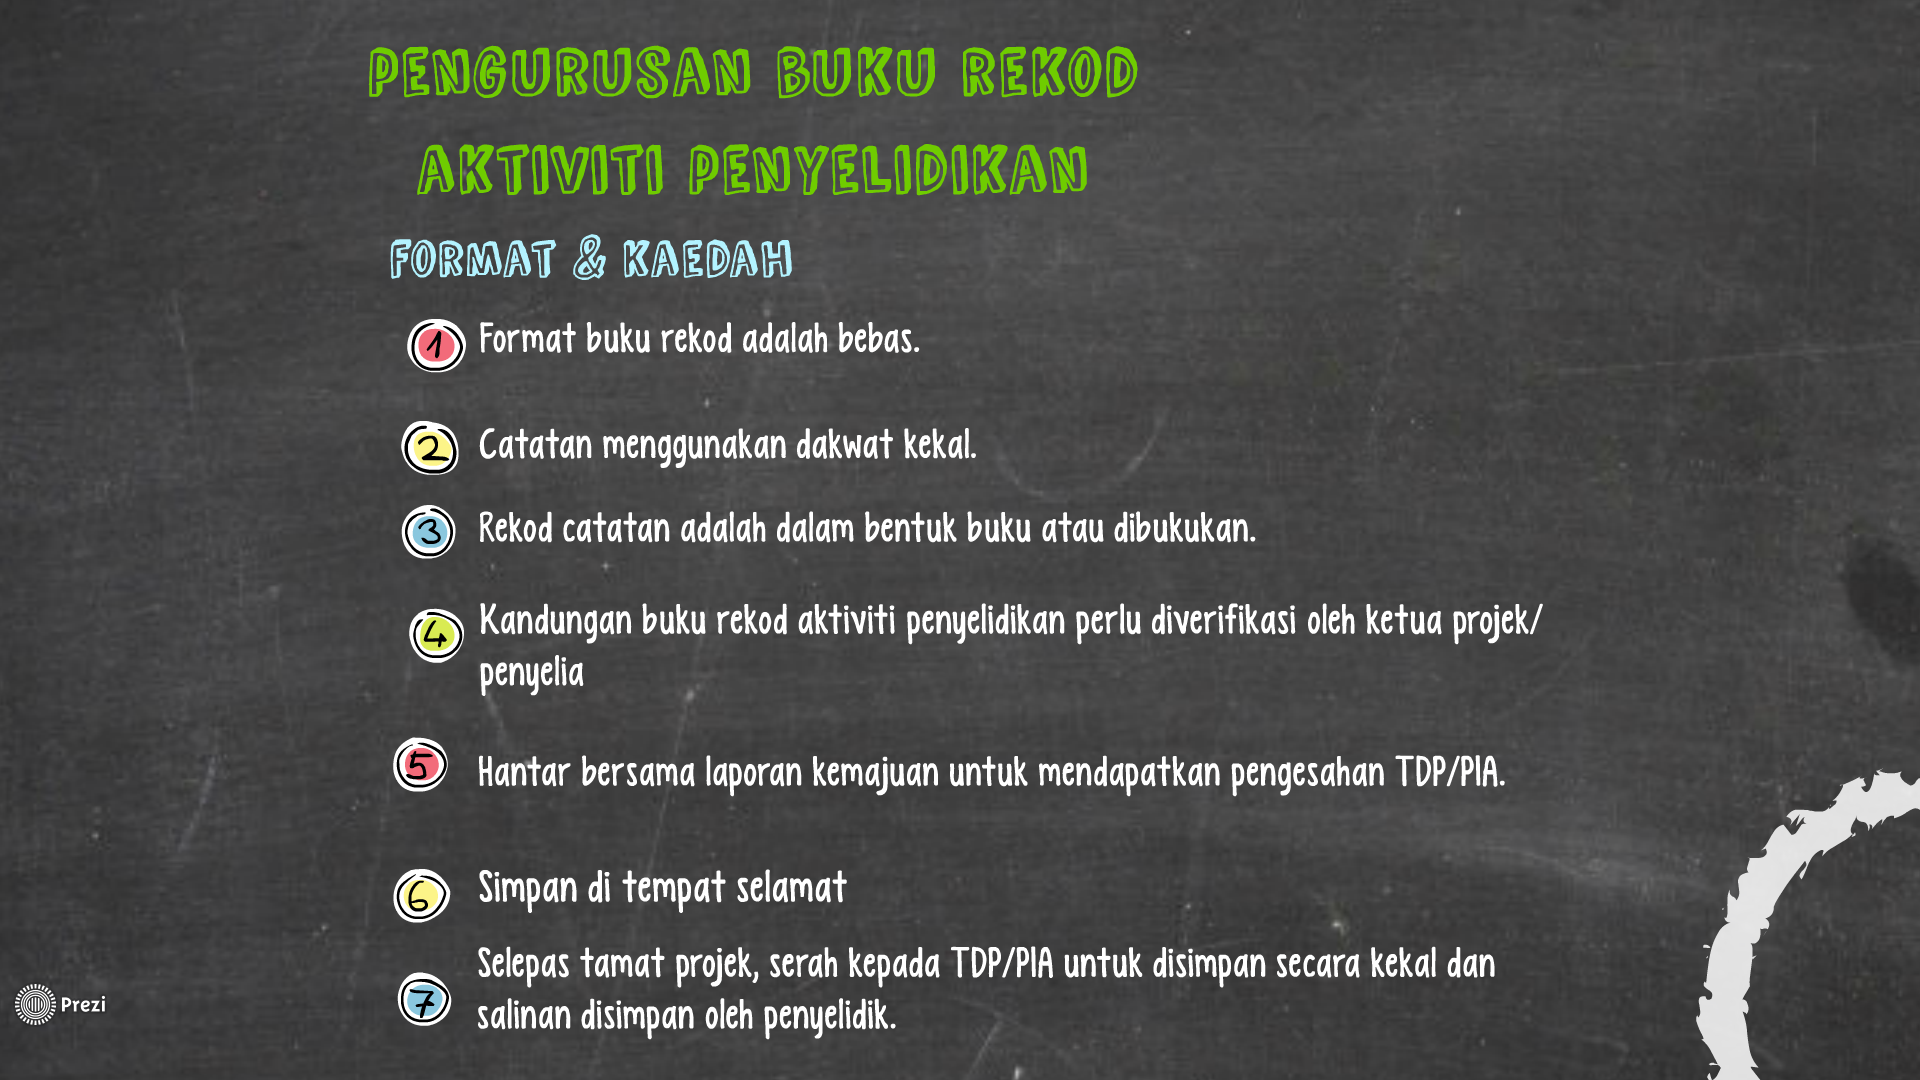 PENGURUSAN BUKU REKOD
AKTIVITI PENYELIDIKAN
FORMAT & KAEDAH
1 Format buku rekod adalah bebas.
2 Catatan menggunakan dakwat kekal.
3 Rekod catatan adalah dalam bentuk buku atau dibukukan.
4 Kandungan buku rekod aktiviti penyelidikan perlu diverifikasi oleh ketua projek/
penyelia
5 Hantar bersama laporan kemajuan untuk mendapatkan pengesahan TDP/PIA.
6 Simpan di tempat selamat
7 Selepas tamat projek, serah kepada TDP/PIA untuk disimpan secara kekal dan
salinan disimpan oleh penyelidik.
Prezi